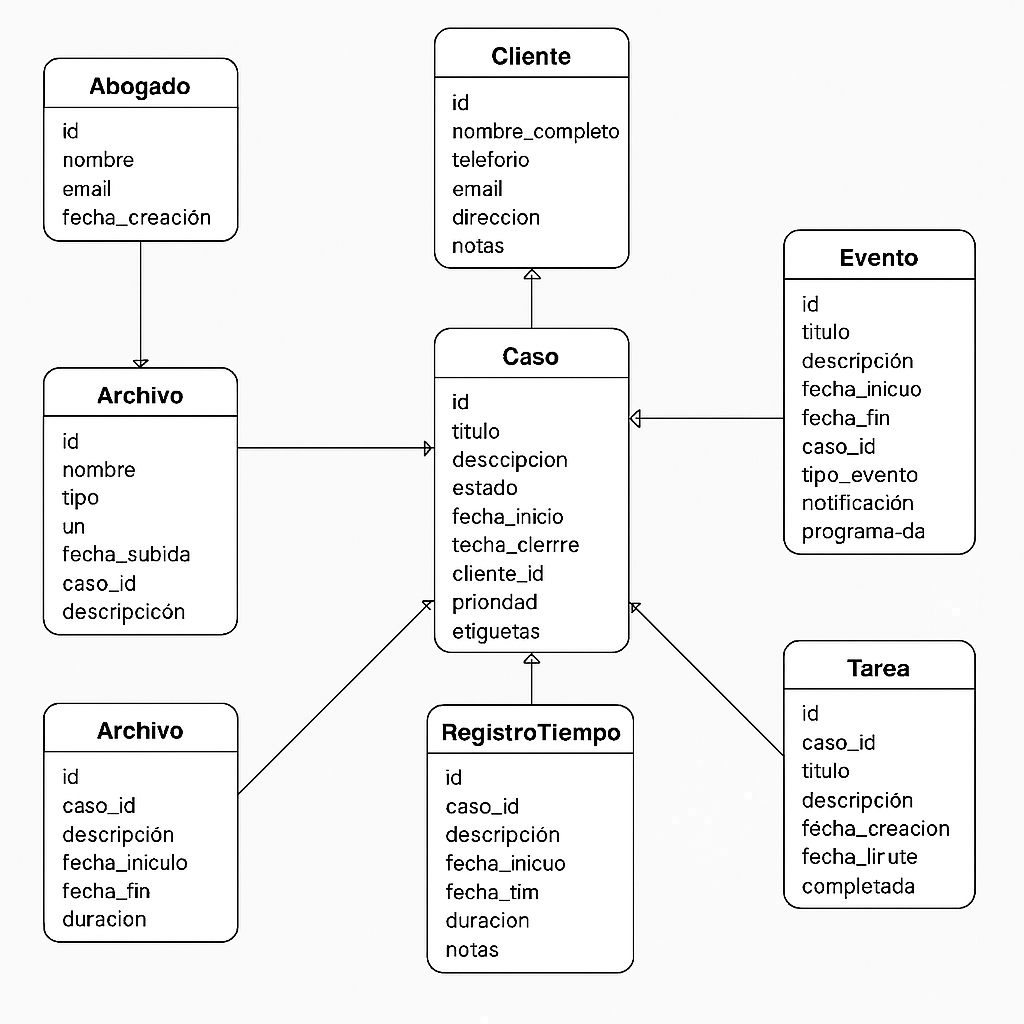 Abogado
id
nombre
email
fecha_creación
Cliente
id
nombre_completo
teleforio
email
direccion
notas
Evento
id
titulo
descripción
fecha_inicuo
fecha_fin
caso_id
tipo_evento
notificación
programa-da
Caso
id
titulo
desccipcion
estado
fecha_inicio
techa_clerrre
cliente_id
priondad
etiguetas
Archivo
id
nombre
tipo
un
fecha_subida
caso_id
descripcicón
Archivo
id
caso_id
descripción
fecha_iniculo
fecha_fin
duracion
RegistroTiempo
id
caso_id
descripción
fecha_inicuo
fecha_tim
duracion
notas
Tarea
id
caso_id
titulo
descripción
fécha_creacion
fecha_lirute
completada